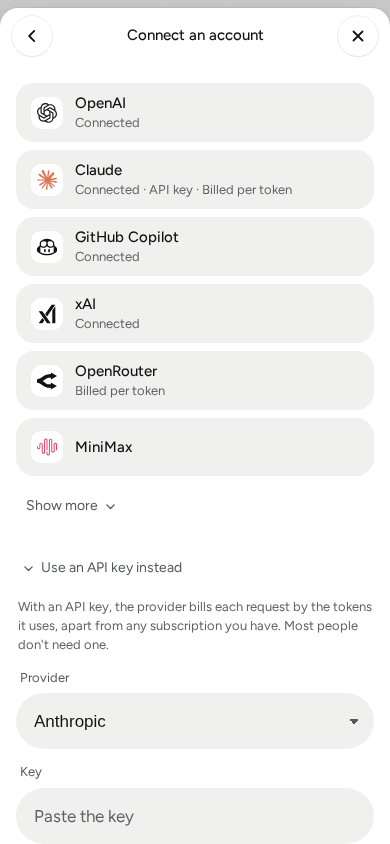 Connect an account
OpenAI
Connected
Claude
Connected · API key · Billed per token
GitHub Copilot
Connected
xAI
Connected
OpenRouter
Billed per token
MiniMax
Show more
Use an API key instead
With an API key, the provider bills each request by the tokens
it uses, apart from any subscription you have. Most people
don't need one.
Provider
Anthropic
Key
Paste the key